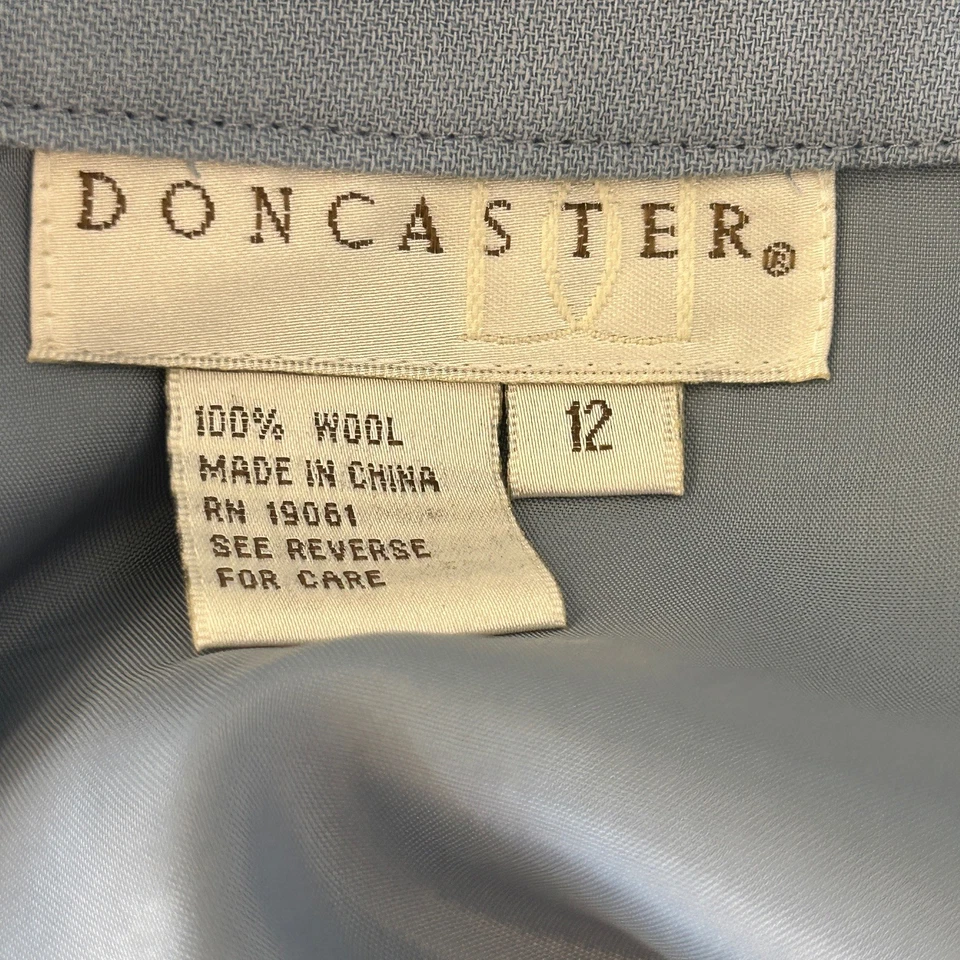 DONCASTER®
100% WOOL
MADE IN CHINA
RN 19061
SEE REVERSE
FOR CARE
12